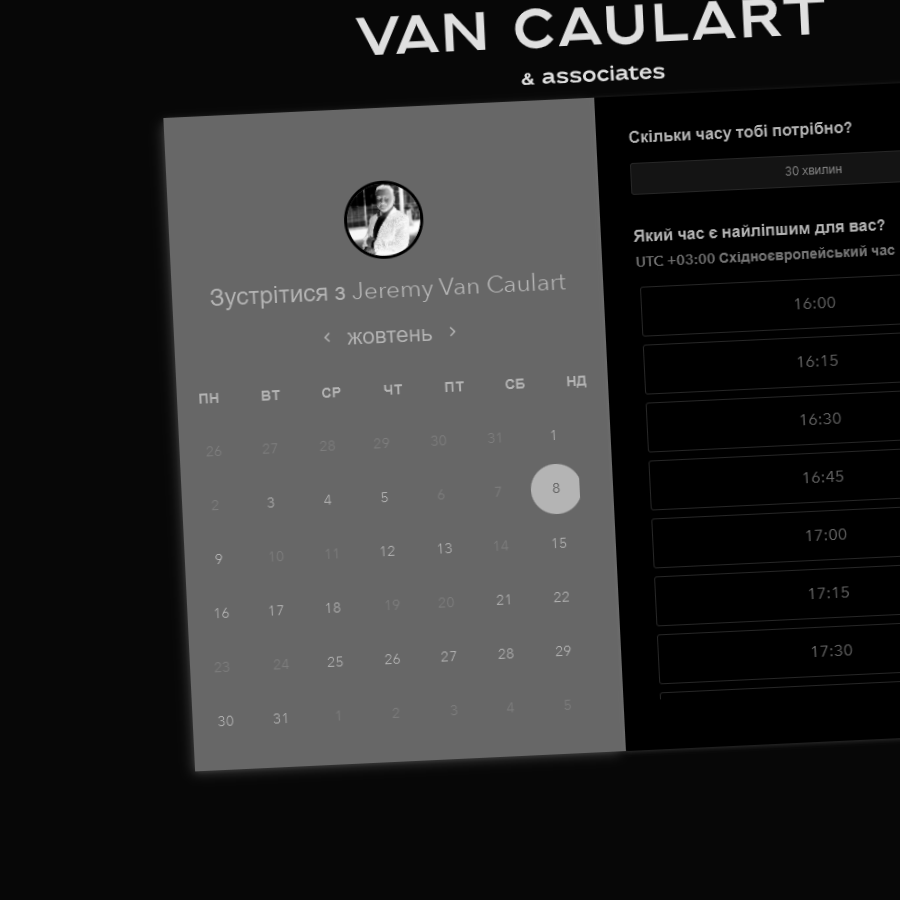 VAN CAULART
& associates
Зустрітися з Jeremy Van Caulart
‹ жовтень ›
ПН ВТ СР ЧТ ПТ СБ НД
26 27 28 29 30 31 1
2 3 4 5 6 7 8
9 10 11 12 13 14 15
16 17 18 19 20 21 22
23 24 25 26 27 28 29
30 31 1 2 3 4 5
Скільки часу тобі потрібно?
30 хвилин
Який час є найліпшим для вас?
UTC +03:00 Східноєвропейський час
16:00
16:15
16:30
16:45
17:00
17:15
17:30